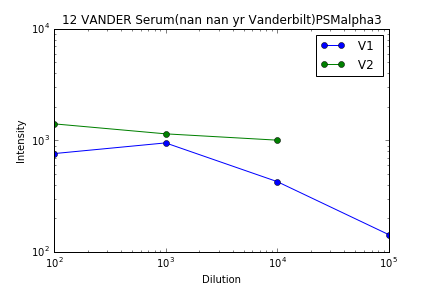 12 VANDER Serum(nan nan yr Vanderbilt)PSMalpha3
V1
V2
Intensity
10^4
10^3
10^2
10^2 10^3 10^4 10^5
Dilution